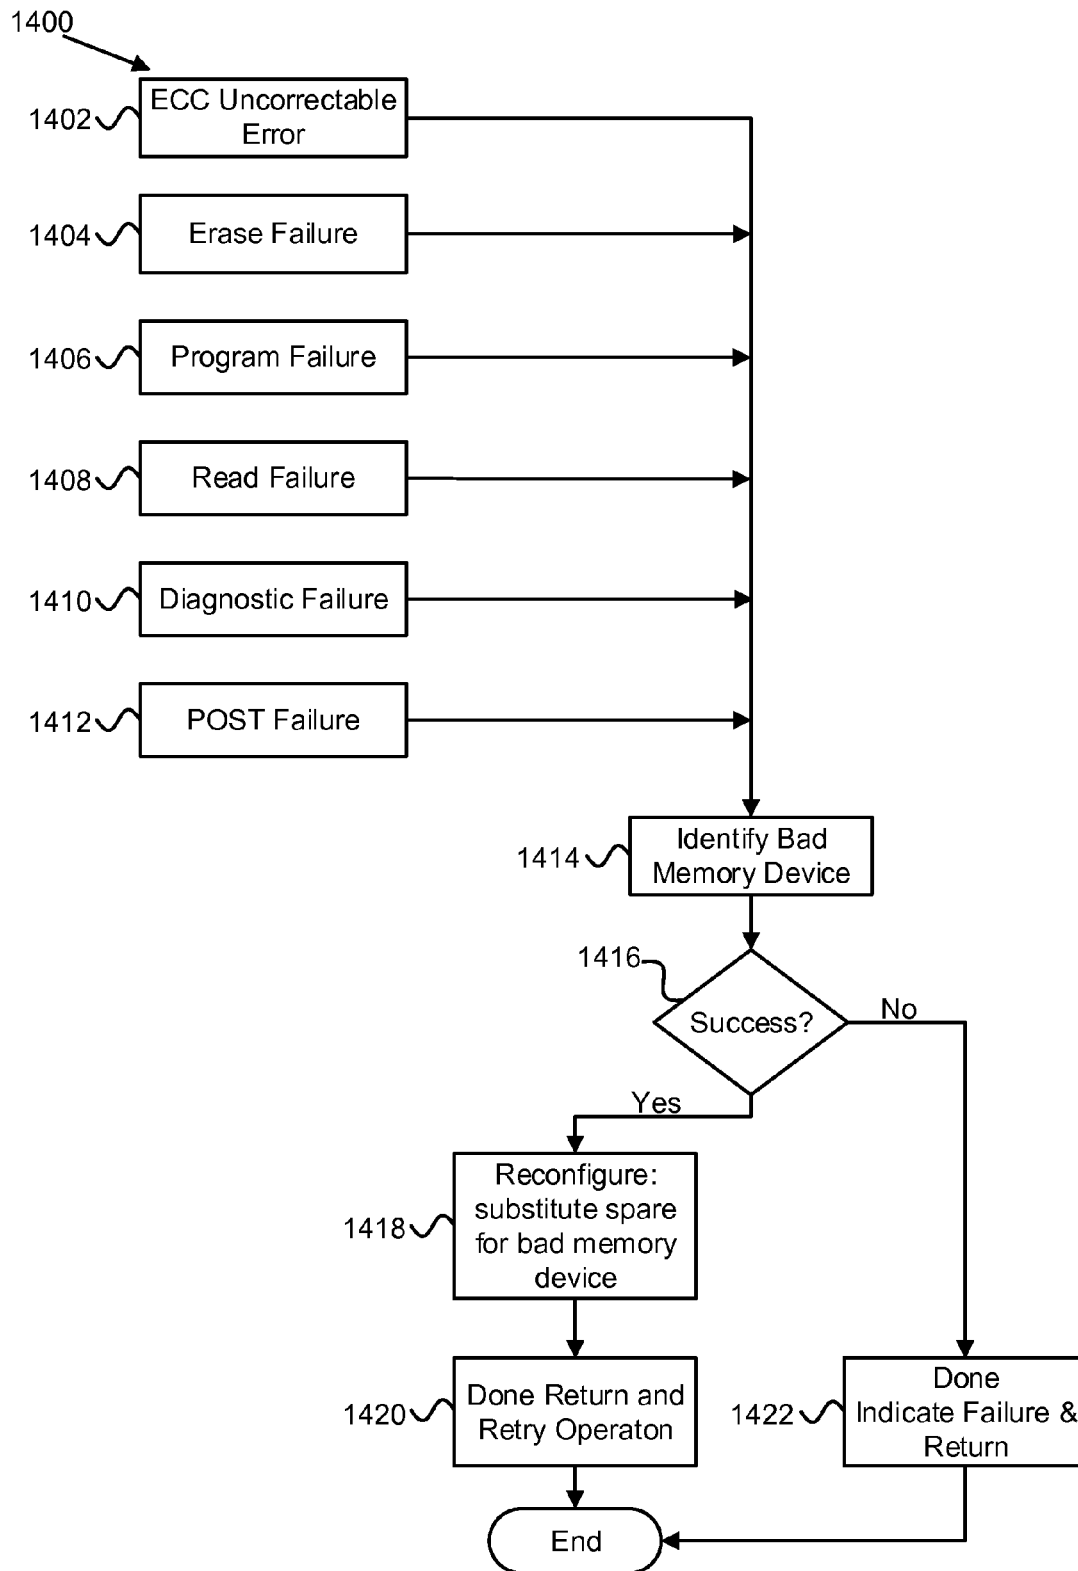 1400
1402
ECC Uncorrectable
Error
1404
Erase Failure
1406
Program Failure
1408
Read Failure
1410
Diagnostic Failure
1412
POST Failure
1414
Identify Bad
Memory Device
1416
Success?
No
Yes
1418
Reconfigure:
substitute spare
for bad memory
device
1420
Done Return and
Retry Operaton
1422
Done
Indicate Failure &
Return
End